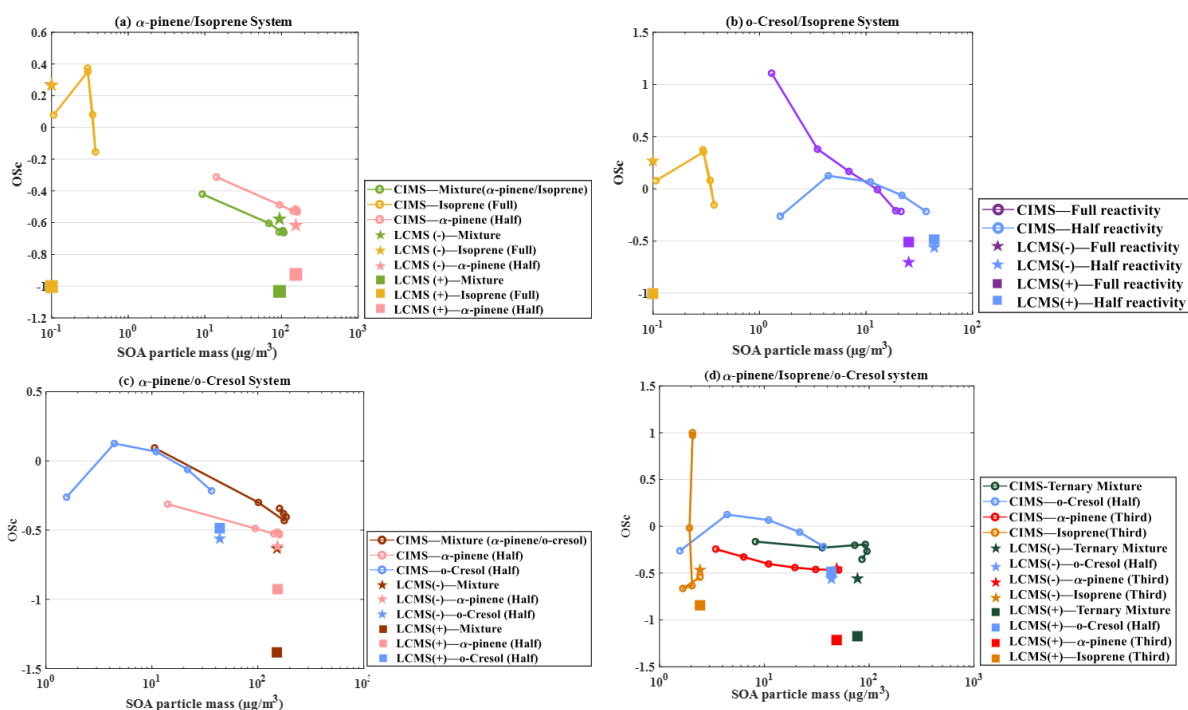 (a) α-pinene/Isoprene System
0.6
0.4
0.2
0
-0.2
-0.4
-0.6
-0.8
-1
-1.2
OSc
10-1
100
101
102
103
SOA particle mass (μg/m3)
CIMS—Mixture(α-pinene/Isoprene)
CIMS—Isoprene (Full)
CIMS—α-pinene (Half)
LCMS (-)—Mixture
LCMS (-)—Isoprene (Full)
LCMS (-)—α-pinene (Half)
LCMS (+)—Mixture
LCMS (+)—Isoprene (Full)
LCMS (+)—α-pinene (Half)
(b) o-Cresol/Isoprene System
1.5
1
0.5
0
-0.5
-1
OSc
10-1
100
101
102
SOA particle mass (μg/m3)
CIMS—Full reactivity
CIMS—Half reactivity
LCMS(-)—Full reactivity
LCMS(-)—Half reactivity
LCMS(+)—Full reactivity
LCMS(+)—Half reactivity
(c) α-pinene/o-Cresol System
0.5
0
-0.5
-1
-1.5
OSc
100
101
102
103
SOA particle mass (μg/m3)
CIMS—Mixture (α-pinene/o-cresol)
CIMS—α-pinene (Half)
CIMS—o-Cresol (Half)
LCMS(-)—Mixture
LCMS(-)—α-pinene (Half)
LCMS(-)—o-Cresol (Half)
LCMS(+)—Mixture
LCMS(+)—α-pinene (Half)
LCMS(+)—o-Cresol (Half)
(d) α-pinene/Isoprene/o-Cresol system
1.5
1
0.5
0
-0.5
-1
-1.5
OSc
100
101
102
103
SOA particle mass (μg/m3)
CIMS-Ternary Mixture
CIMS—o-Cresol (Half)
CIMS—α-pinene (Third)
CIMS—Isoprene(Third)
LCMS(-)—Ternary Mixture
LCMS(-)—o-Cresol (Half)
LCMS(-)—α-pinene (Third)
LCMS(-)—Isoprene (Third)
LCMS(+)—Ternary Mixture
LCMS(+)—o-Cresol (Half)
LCMS(+)—α-pinene (Third)
LCMS(+)—Isoprene (Third)